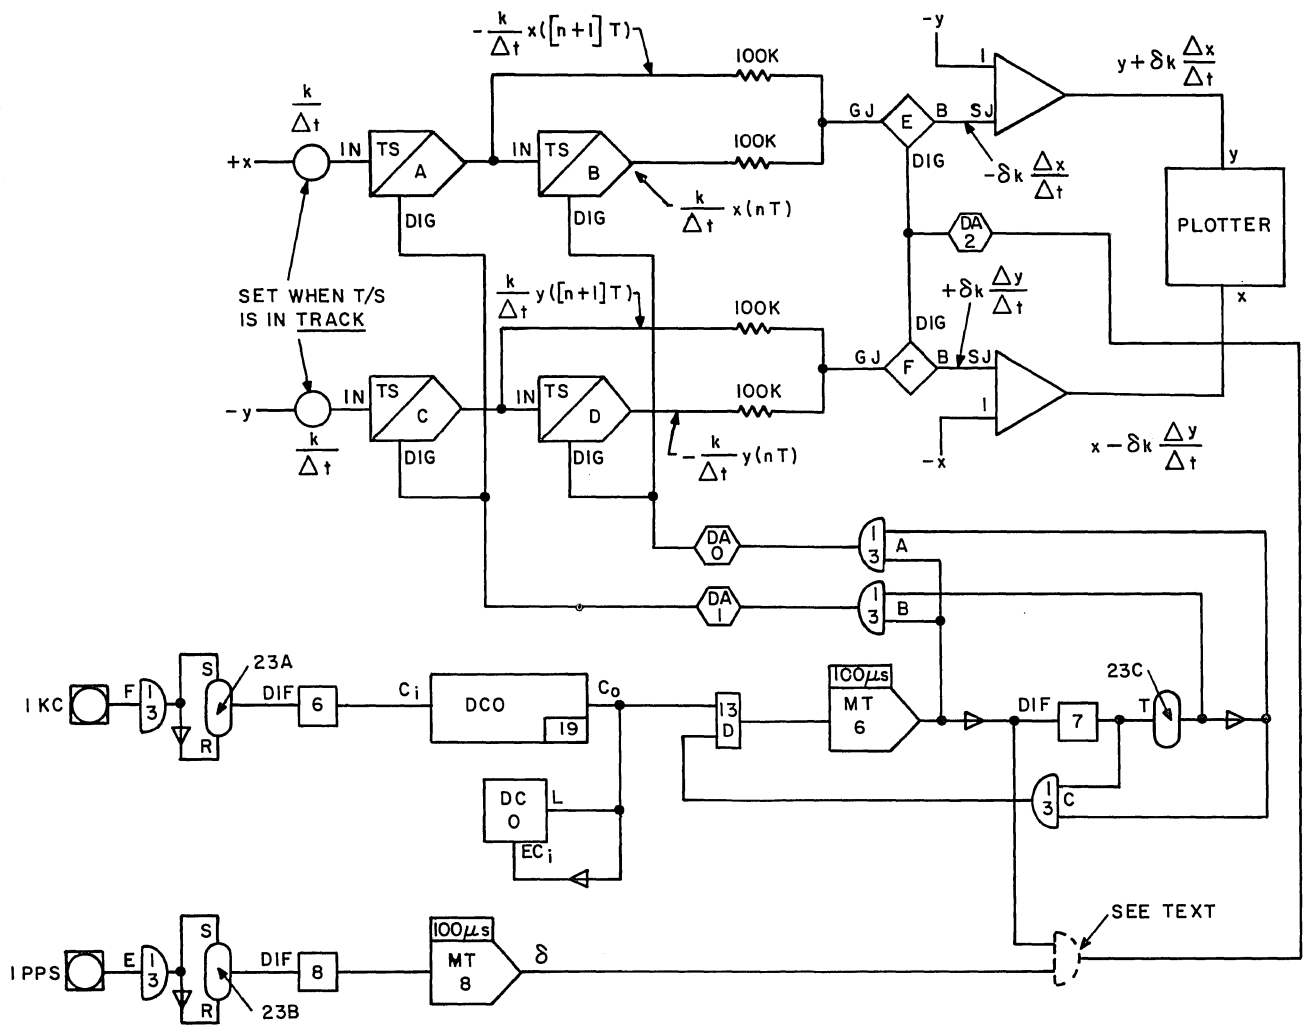 -k/Δt x([n+1]T)
100K
-y
1
y + δk Δx/Δt
k/Δt
+x
IN
TS
A
DIG
IN
TS
B
DIG
100K
k/Δt x(nT)
GJ
E
B
SJ
DIG
-δk Δx/Δt
y
PLOTTER
x
DA
2
SET WHEN T/S
IS IN TRACK
k/Δt y([n+1]T)
100K
+δk Δy/Δt
DIG
GJ
F
B
SJ
1
-x
x - δk Δy/Δt
-y
k/Δt
IN
TS
C
DIG
IN
TS
D
DIG
100K
-k/Δt y(nT)
DA
0
1
3
A
DA
1
1
3
B
1 KC
F
1
3
S
R
23A
DIF
6
Ci
DCO
19
Co
13
D
100μs
MT
6
DIF
7
T
23C
1
3
C
DC
0
L
ECi
SEE TEXT
1 PPS
E
1
3
S
R
23B
DIF
8
100μs
MT
8
δ